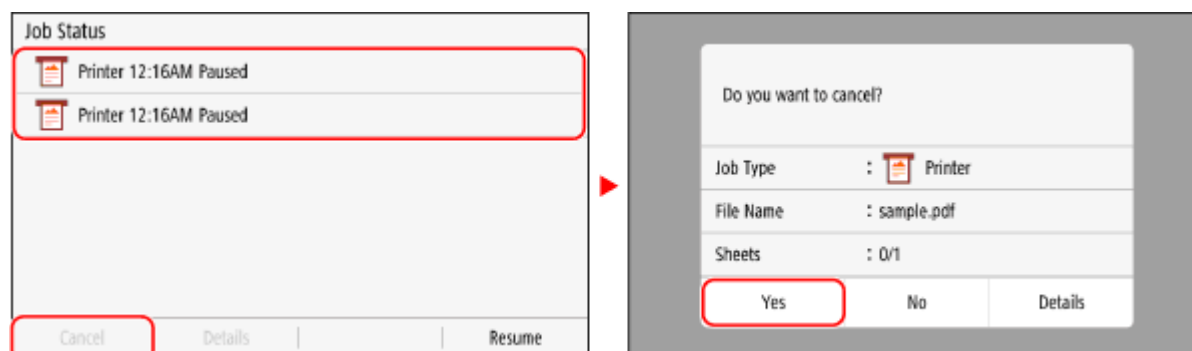 Job Status
Printer 12:16AM Paused
Printer 12:16AM Paused
Cancel Details Resume
Do you want to cancel?
Job Type : Printer
File Name : sample.pdf
Sheets : 0/1
Yes No Details